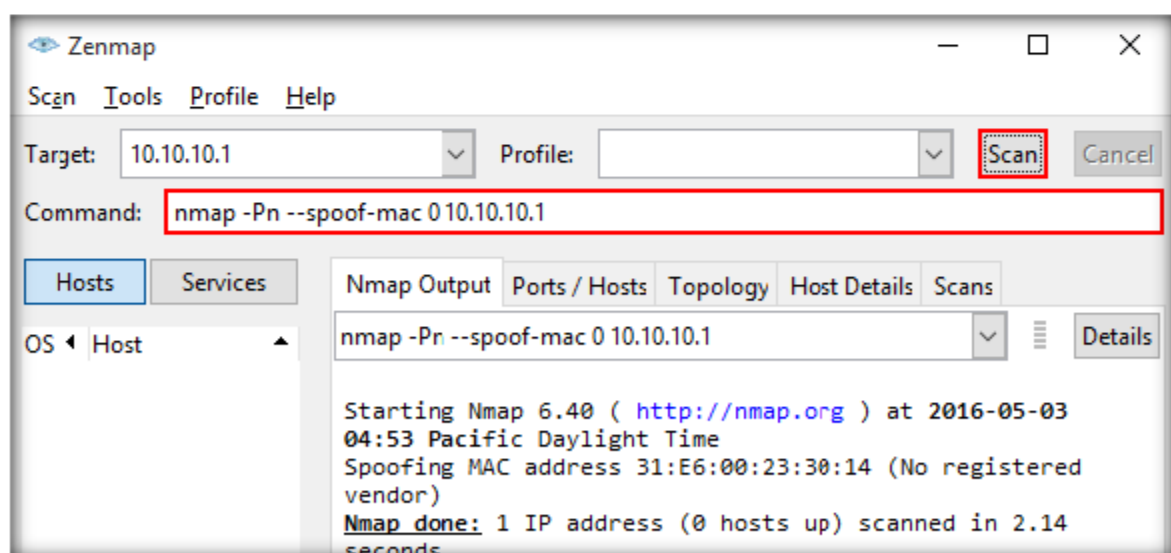 Zenmap
Scan Tools Profile Help
Target: 10.10.10.1 Profile: Scan Cancel
Command: nmap -Pn --spoof-mac 0 10.10.10.1
Hosts Services Nmap Output Ports / Hosts Topology Host Details Scans
OS Host nmap -Pn --spoof-mac 0 10.10.10.1 Details
Starting Nmap 6.40 ( http://nmap.org ) at 2016-05-03
04:53 Pacific Daylight Time
Spoofing MAC address 31:E6:00:23:30:14 (No registered
vendor)
Nmap done: 1 IP address (0 hosts up) scanned in 2.14
seconds